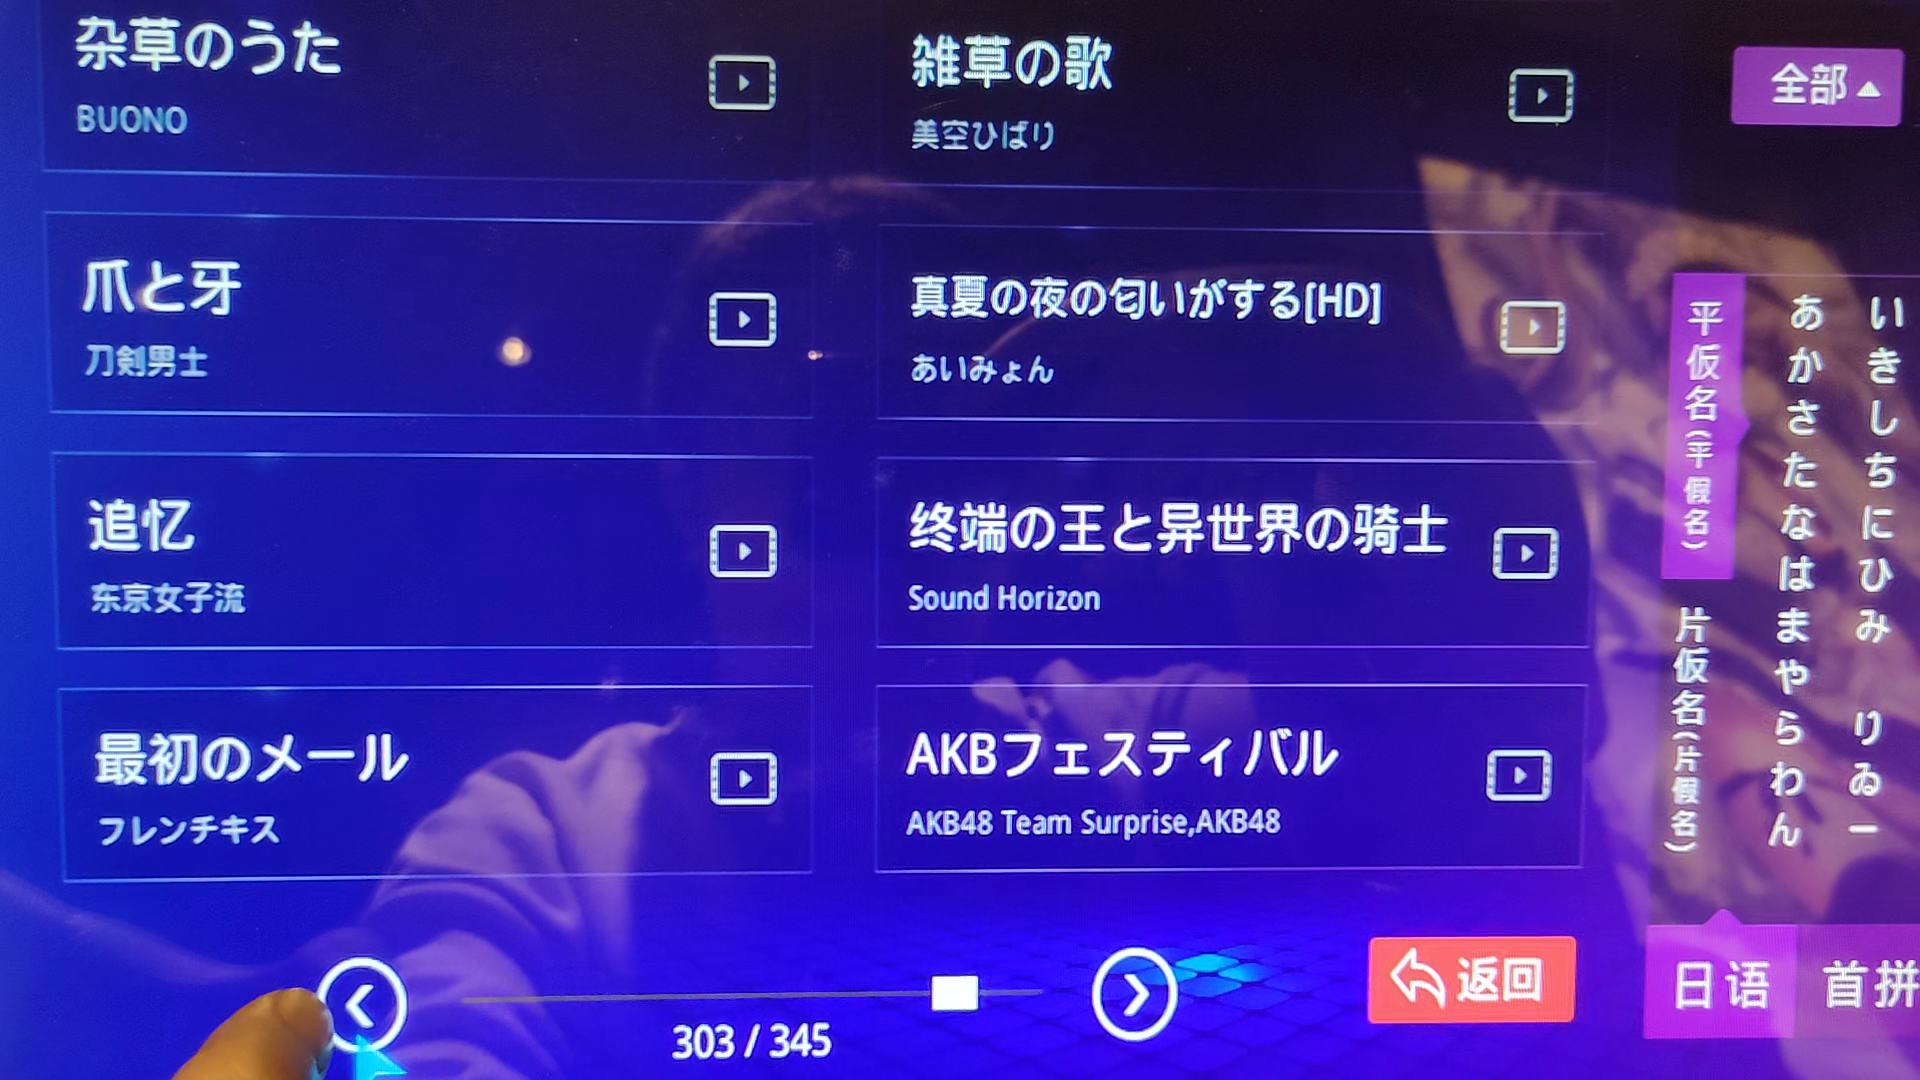 杂草のうた
BUONO
雑草の歌
美空ひばり
爪と牙
刀剣男士
真夏の夜の匂いがする[HD]
あいみょん
追忆
东京女子流
终端の王と异世界の骑士
Sound Horizon
最初のメール
フレンチキス
AKBフェスティバル
AKB48 Team Surprise,AKB48
303 / 345
返回
全部
平仮名(平假名)
片仮名(片假名)
あかさたなはまやらわん
いきしちにひみ りゐー
日语
首拼